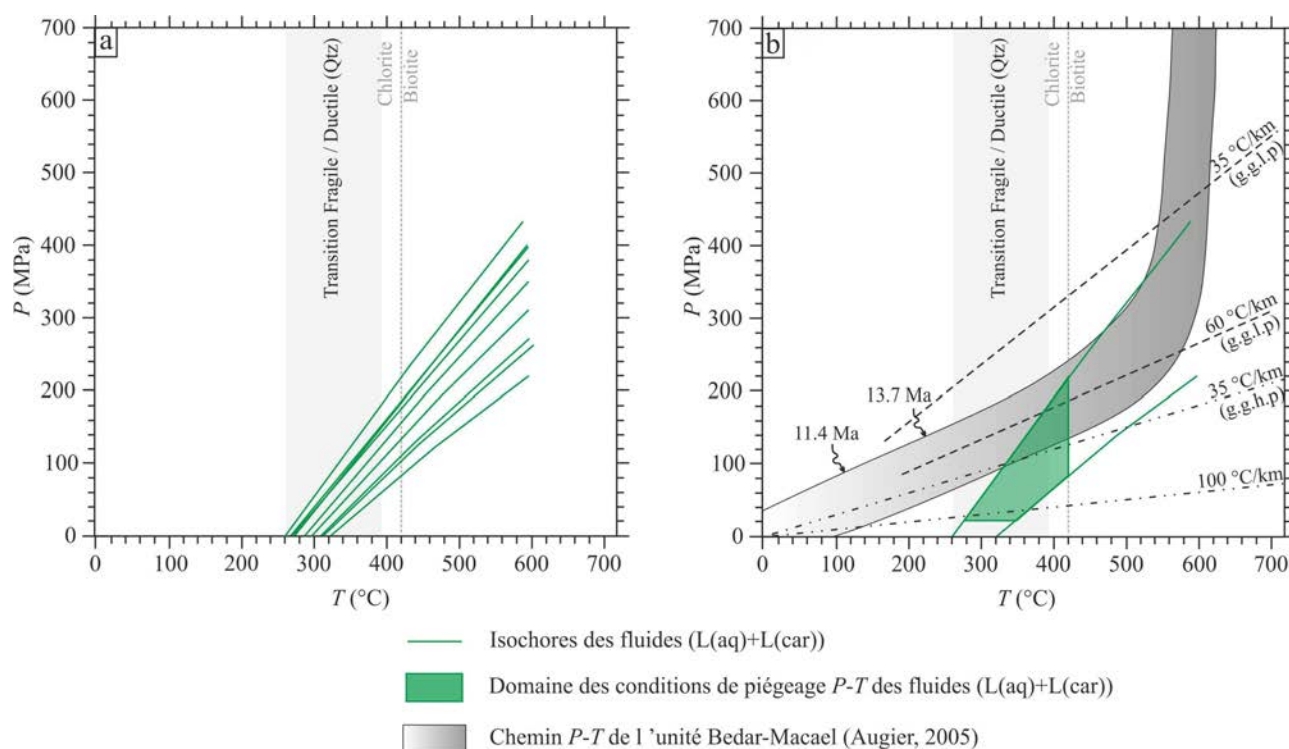 a
700
600
500
400
300
200
100
0
P (MPa)
0
100
200
300
400
500
600
700
T (°C)
Transition Fragile / Ductile (Qtz)
Chlorite
Biotite
b
700
600
500
400
300
200
100
0
P (MPa)
0
100
200
300
400
500
600
700
T (°C)
Transition Fragile / Ductile (Qtz)
Chlorite
Biotite
35 °C/km
(g.g.l.p)
60 °C/km
(g.g.l.p)
35 °C/km
(g.g.h.p)
100 °C/km
13.7 Ma
11.4 Ma
Isochores des fluides (L(aq)+L(car))
Domaine des conditions de piégeage P-T des fluides (L(aq)+L(car))
Chemin P-T de l ’unité Bedar-Macael (Augier, 2005)